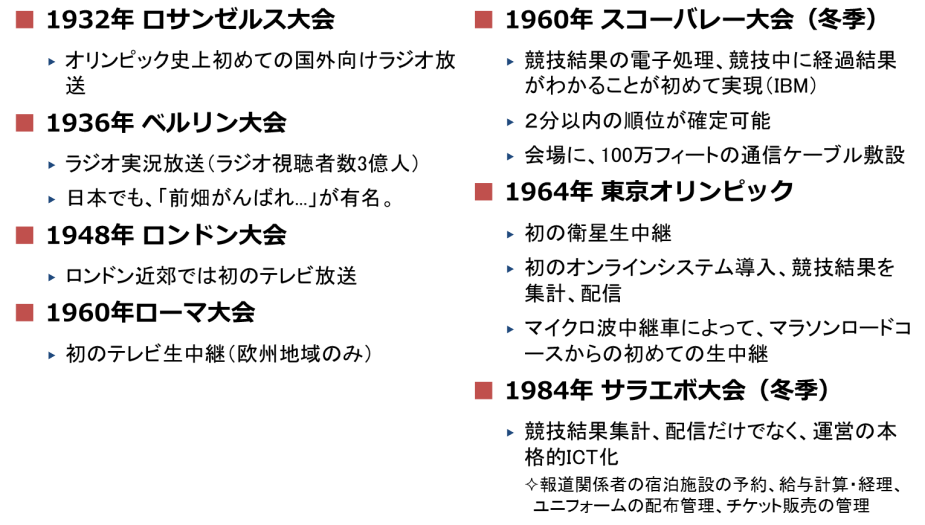 ■ 1932年 ロサンゼルス大会
▸ オリンピック史上初めての国外向けラジオ放
送
■ 1936年 ベルリン大会
▸ ラジオ実況放送（ラジオ視聴者数3億人）
▸ 日本でも、「前畑がんばれ…」が有名。
■ 1948年 ロンドン大会
▸ ロンドン近郊では初のテレビ放送
■ 1960年ローマ大会
▸ 初のテレビ生中継（欧州地域のみ）
■ 1960年 スコーバレー大会（冬季）
▸ 競技結果の電子処理、競技中に経過結果
がわかることが初めて実現（IBM）
▸ ２分以内の順位が確定可能
▸ 会場に、100万フィートの通信ケーブル敷設
■ 1964年 東京オリンピック
▸ 初の衛星生中継
▸ 初のオンラインシステム導入、競技結果を
集計、配信
▸ マイクロ波中継車によって、マラソンロードコ
ースからの初めての生中継
■ 1984年 サラエボ大会（冬季）
▸ 競技結果集計、配信だけでなく、運営の本
格的ICT化
✧報道関係者の宿泊施設の予約、給与計算・経理、
ユニフォームの配布管理、チケット販売の管理